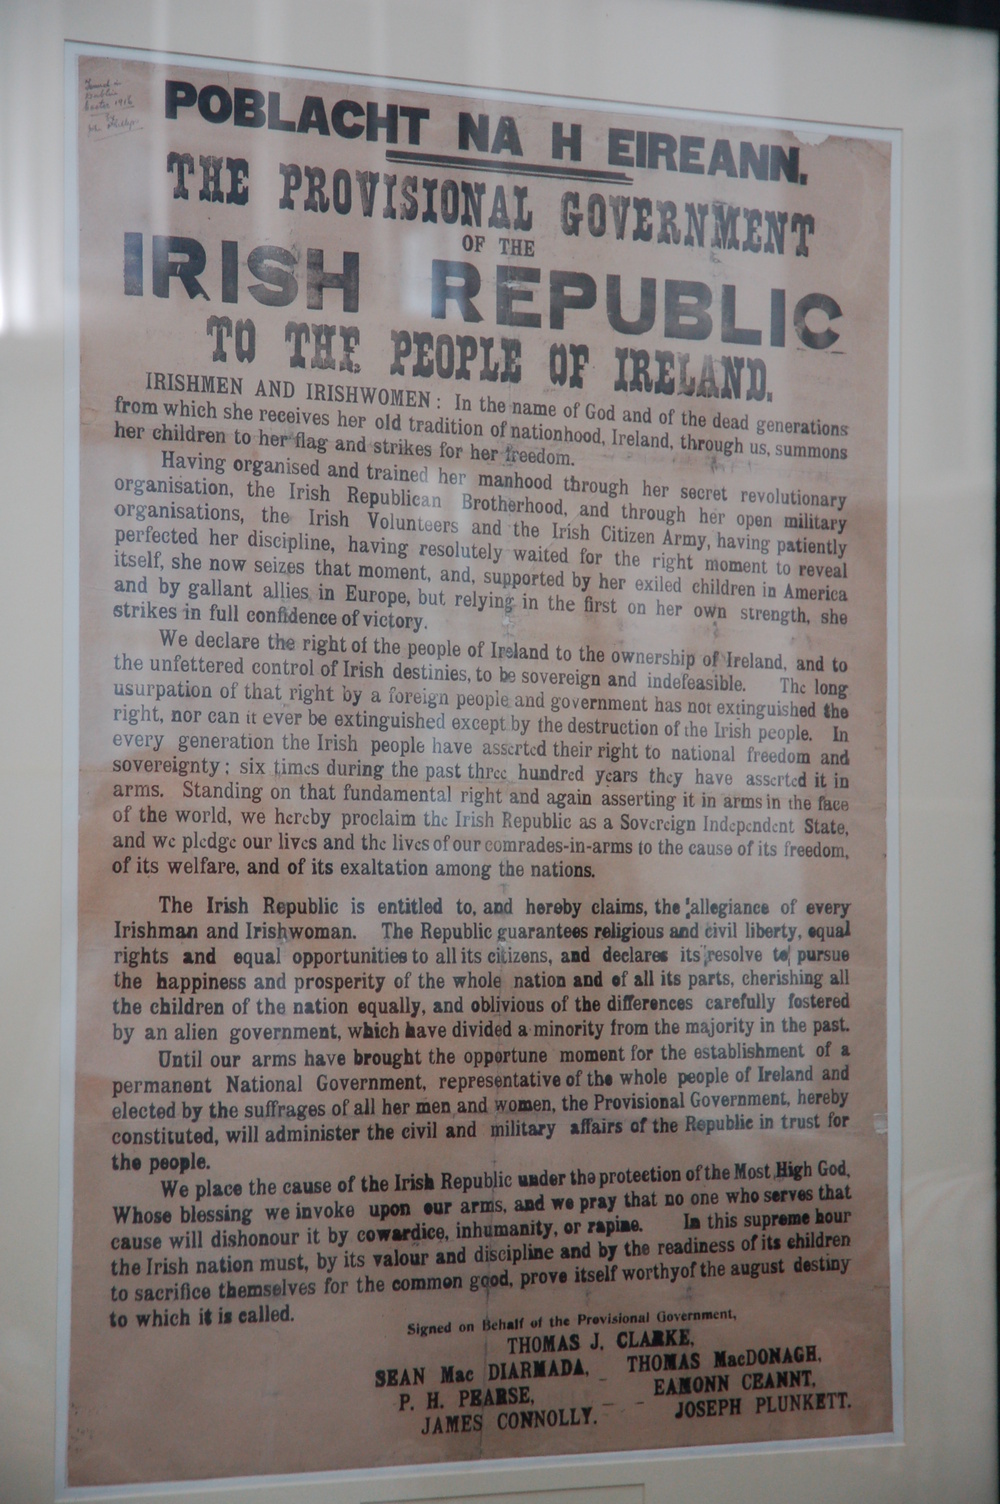 Found in
Dublin
Easter 1916
by
Mr Phillips
POBLACHT NA H EIREANN.
THE PROVISIONAL GOVERNMENT
OF THE
IRISH REPUBLIC
TO THE PEOPLE OF IRELAND.
IRISHMEN AND IRISHWOMEN : In the name of God and of the dead generations
from which she receives her old tradition of nationhood, Ireland, through us, summons
her children to her flag and strikes for her freedom.
Having organised and trained her manhood through her secret revolutionary
organisation, the Irish Republican Brotherhood, and through her open military
organisations, the Irish Volunteers and the Irish Citizen Army, having patiently
perfected her discipline, having resolutely waited for the right moment to reveal
itself, she now seizes that moment, and, supported by her exiled children in America
and by gallant allies in Europe, but relying in the first on her own strength, she
strikes in full confidence of victory.
We declare the right of the people of Ireland to the ownership of Ireland, and to
the unfettered control of Irish destinies, to be sovereign and indefeasible. The long
usurpation of that right by a foreign people and government has not extinguished the
right, nor can it ever be extinguished except by the destruction of the Irish people. In
every generation the Irish people have asserted their right to national freedom and
sovereignty ; six times during the past three hundred years they have asserted it in
arms. Standing on that fundamental right and again asserting it in arms in the face
of the world, we hereby proclaim the Irish Republic as a Sovereign Independent State,
and we pledge our lives and the lives of our comrades-in-arms to the cause of its freedom,
of its welfare, and of its exaltation among the nations.
The Irish Republic is entitled to, and hereby claims, the allegiance of every
Irishman and Irishwoman. The Republic guarantees religious and civil liberty, equal
rights and equal opportunities to all its citizens, and declares its resolve to pursue
the happiness and prosperity of the whole nation and of all its parts, cherishing all
the children of the nation equally, and oblivious of the differences carefully fostered
by an alien government, which have divided a minority from the majority in the past.
Until our arms have brought the opportune moment for the establishment of a
permanent National Government, representative of the whole people of Ireland and
elected by the suffrages of all her men and women, the Provisional Government, hereby
constituted, will administer the civil and military affairs of the Republic in trust for
the people.
We place the cause of the Irish Republic under the protection of the Most High God,
Whose blessing we invoke upon our arms, and we pray that no one who serves that
cause will dishonour it by cowardice, inhumanity, or rapine. In this supreme hour
the Irish nation must, by its valour and discipline and by the readiness of its children
to sacrifice themselves for the common good, prove itself worthy of the august destiny
to which it is called.
Signed on Behalf of the Provisional Government,
THOMAS J. CLARKE,
SEAN Mac DIARMADA, THOMAS MacDONAGH,
P. H. PEARSE, EAMONN CEANNT,
JAMES CONNOLLY. JOSEPH PLUNKETT.